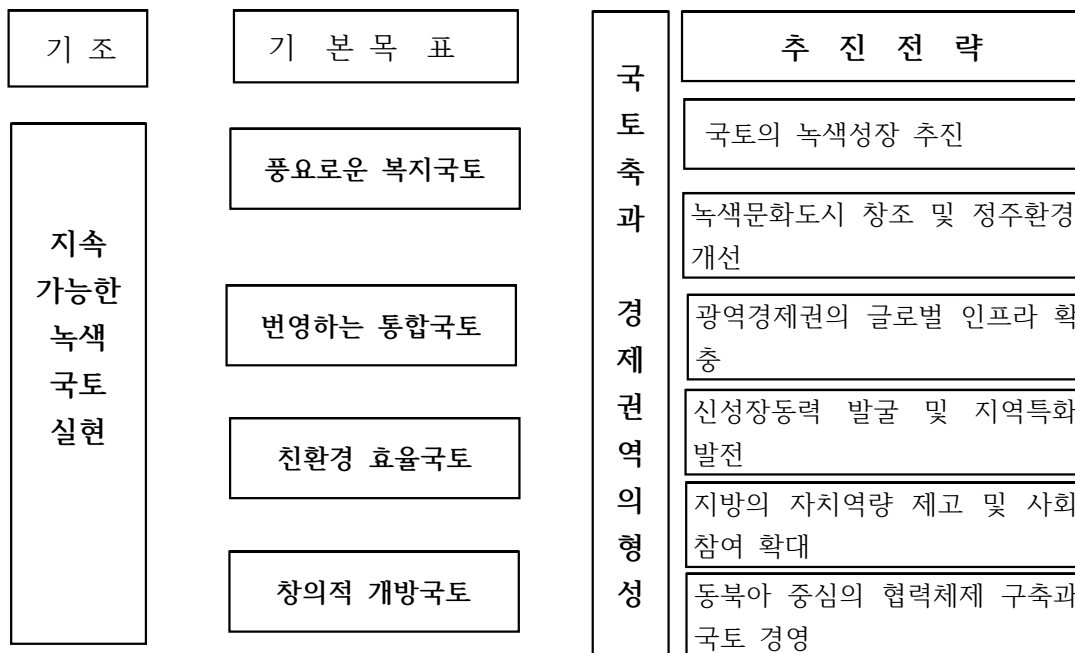 기 조
지속
가능한
녹색
국토
실현
기 본 목 표
풍요로운 복지국토
번영하는 통합국토
친환경 효율국토
창의적 개방국토
국
토
축
과
경
제
권
역
의
형
성
추 진 전 략
국토의 녹색성장 추진
녹색문화도시 창조 및 정주환경
개선
광역경제권의 글로벌 인프라 확
충
신성장동력 발굴 및 지역특화
발전
지방의 자치역량 제고 및 사회
참여 확대
동북아 중심의 협력체제 구축과
국토 경영